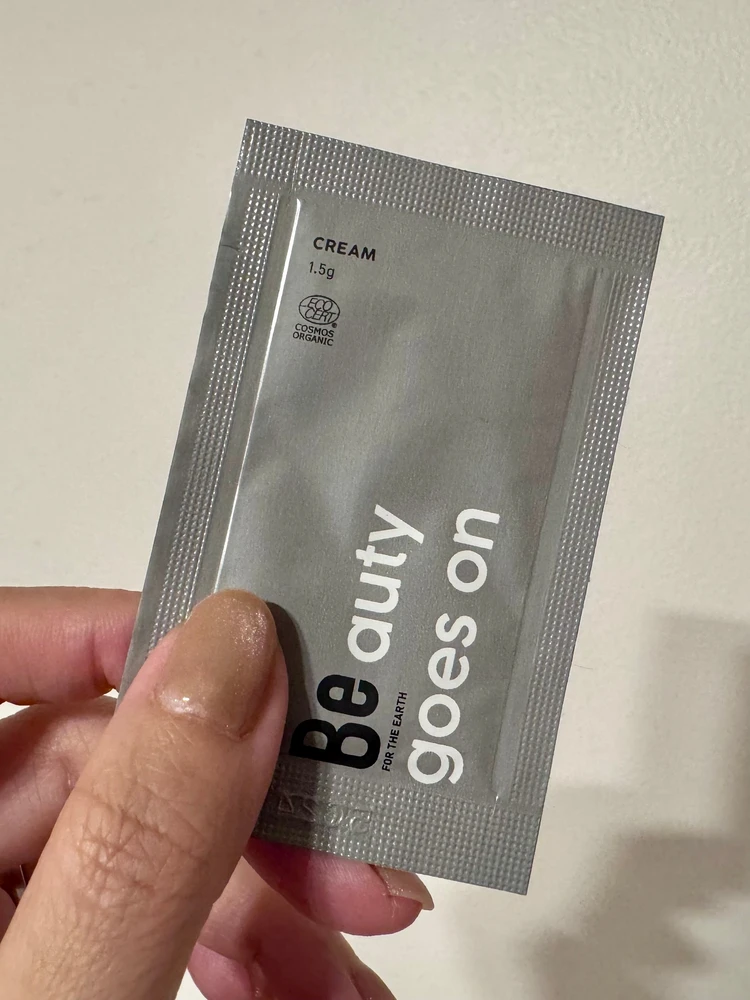 CREAM
1.5g
ECO
CERT®
COSMOS
ORGANIC
Be auty
FOR THE EARTH
goes on